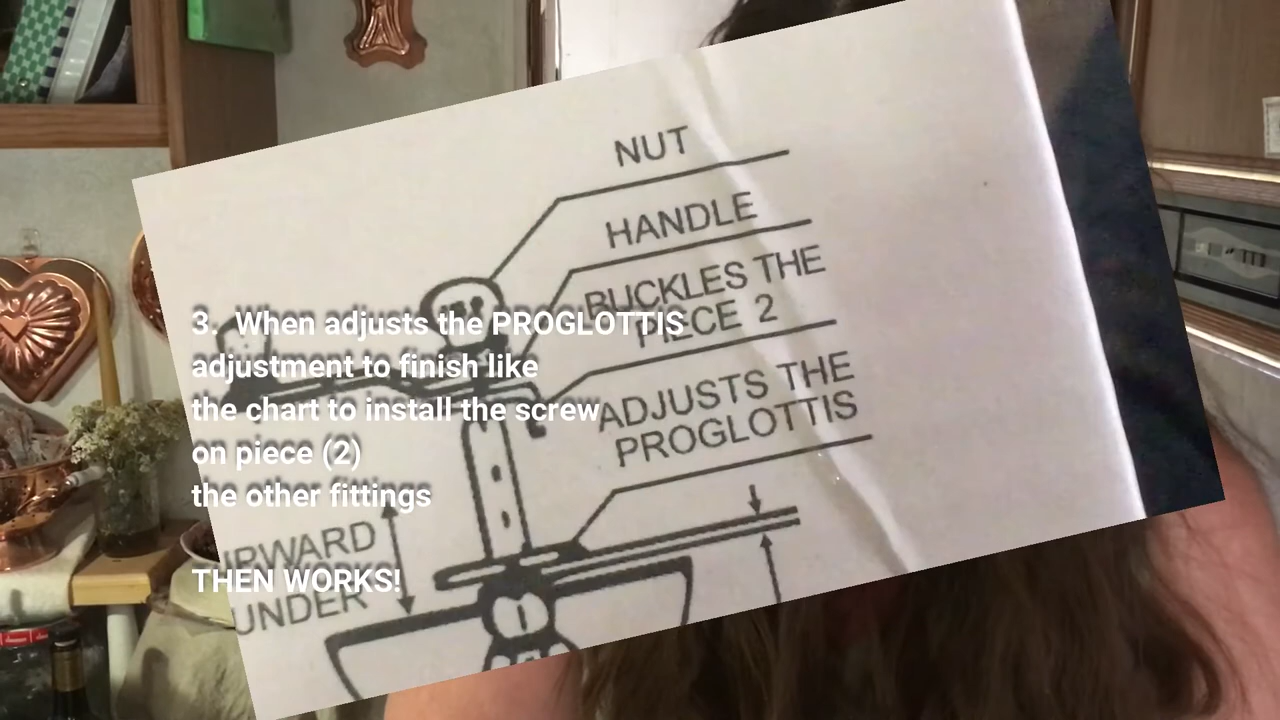 NUT
HANDLE
BUCKLES THE
PIECE 2
ADJUSTS THE
PROGLOTTIS
UPWARD
UNDER
3. When adjusts the PROGLOTTIS
adjustment to finish like
the chart to install the screw
on piece (2)
the other fittings
THEN WORKS!